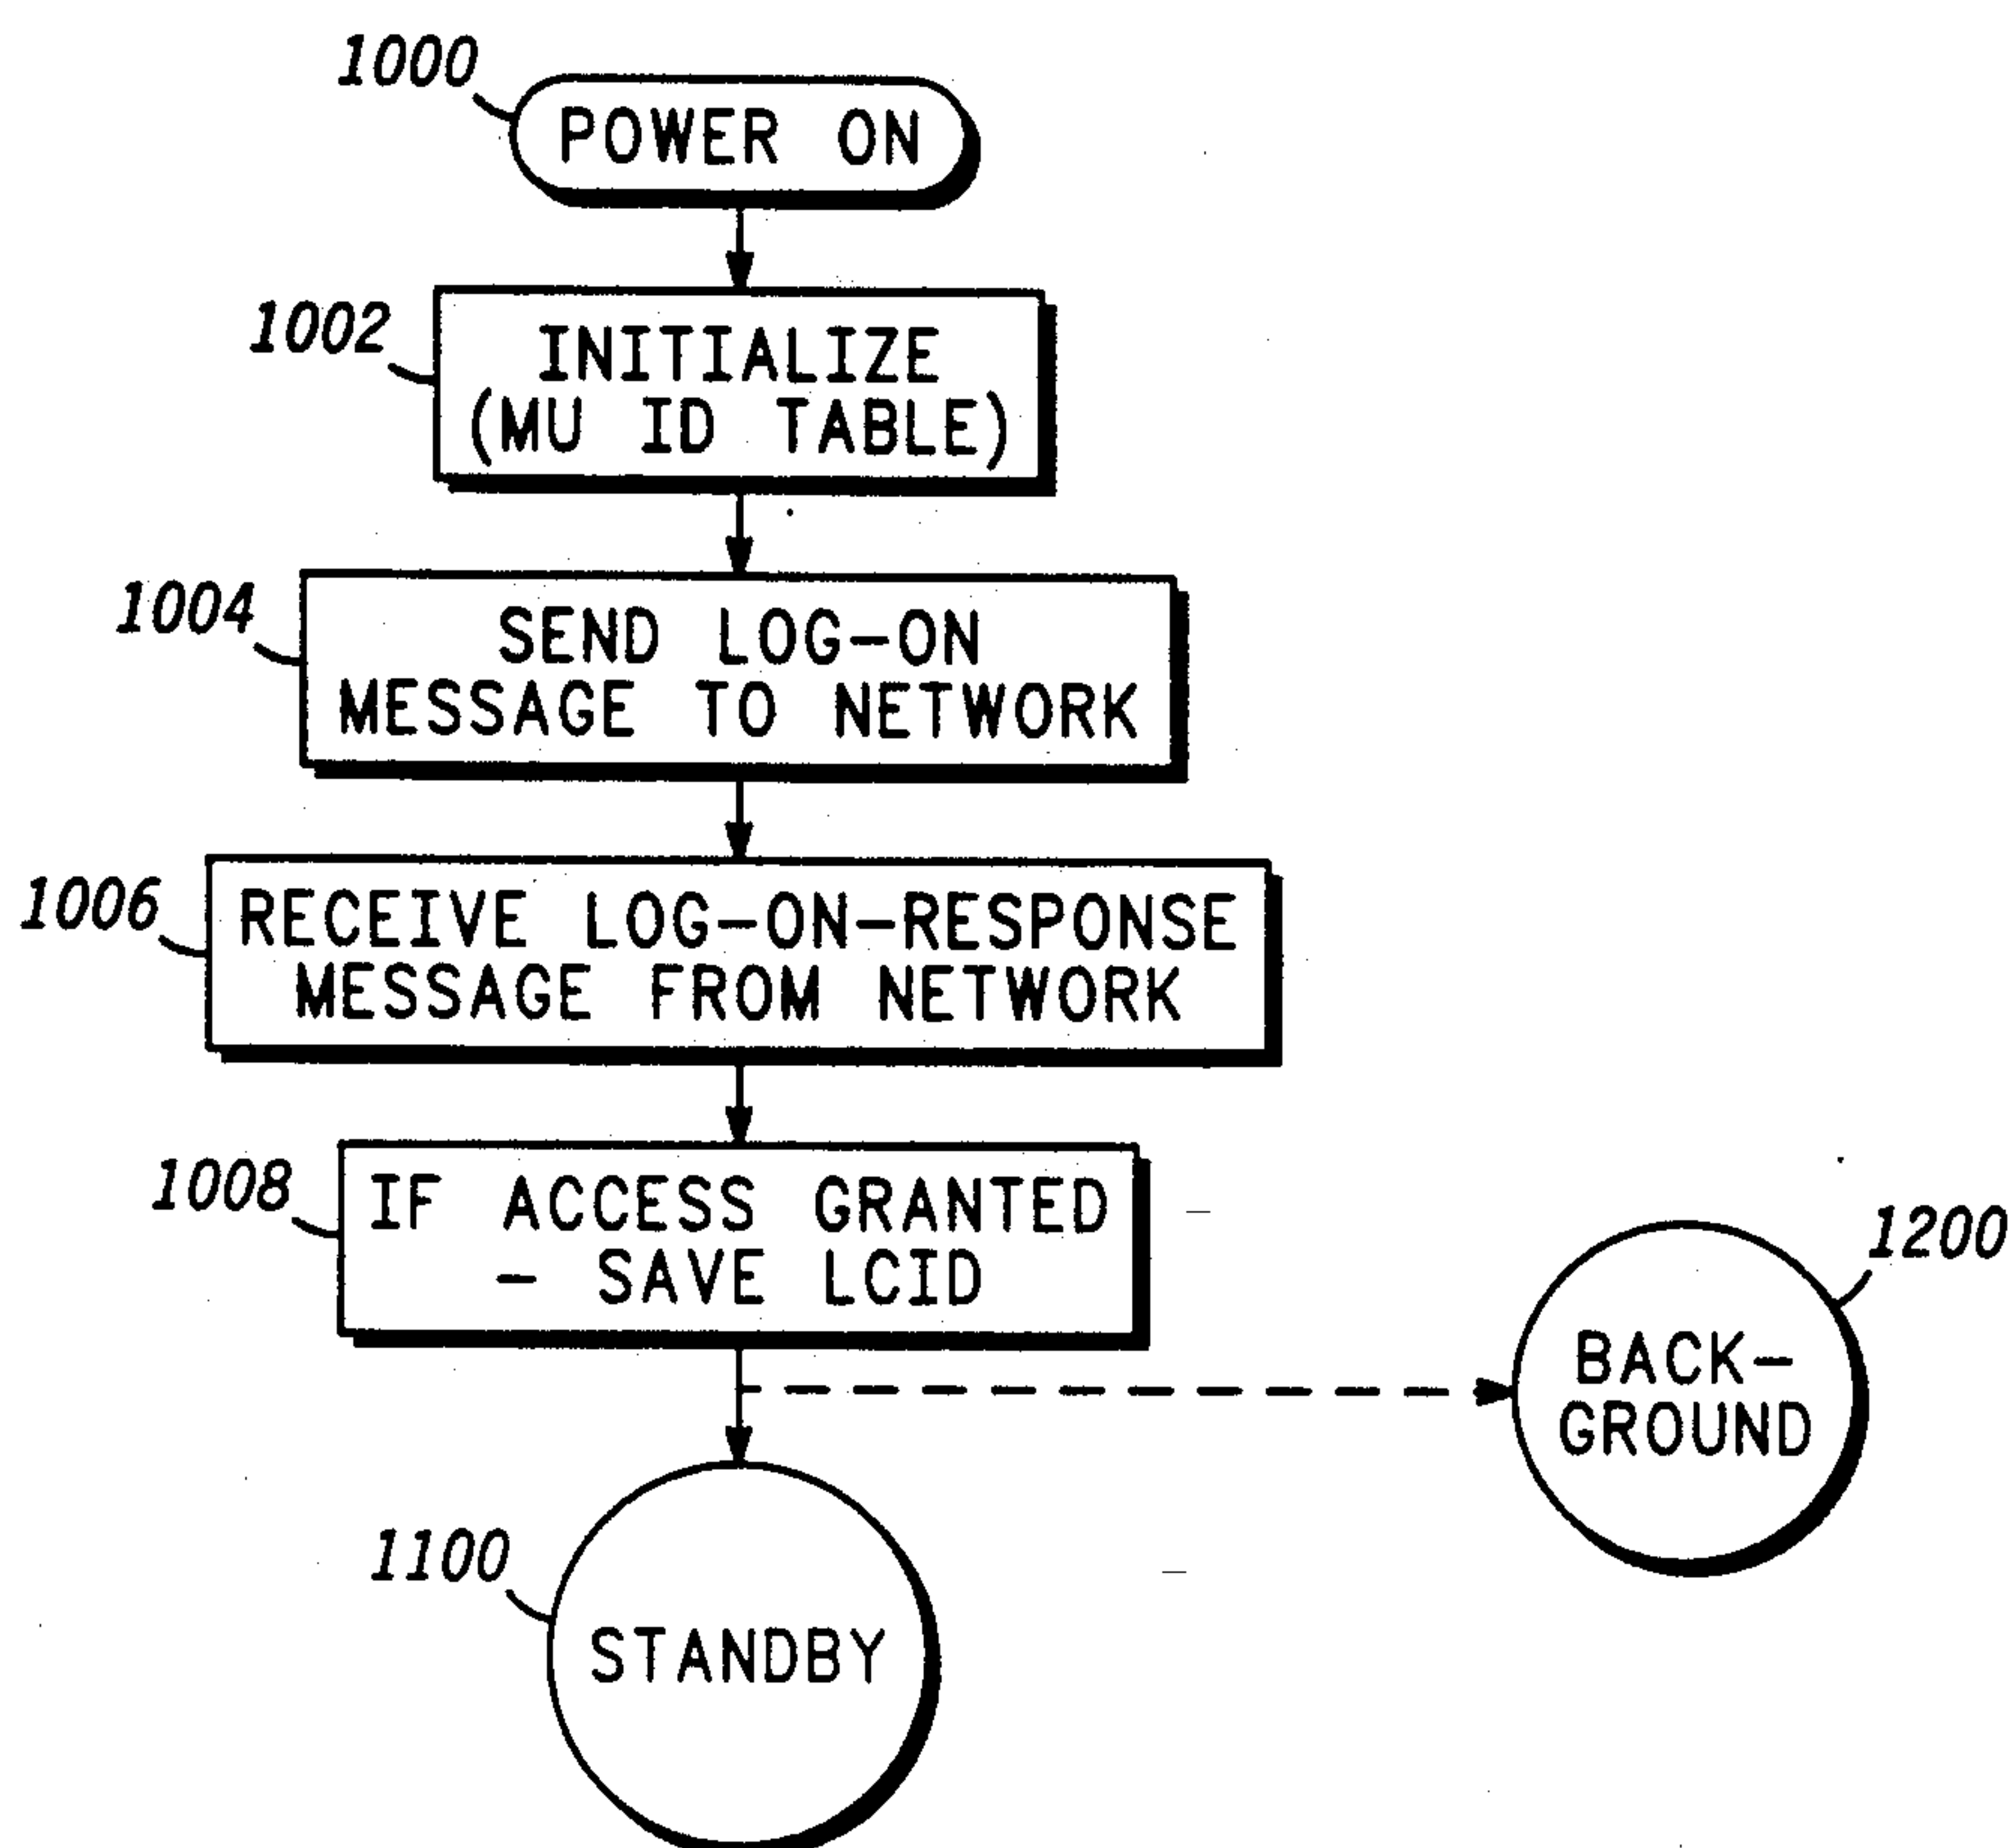 1000
POWER ON
1002
INITIALIZE
(MU ID TABLE)
1004
SEND LOG-ON
MESSAGE TO NETWORK
1006
RECEIVE LOG-ON-RESPONSE
MESSAGE FROM NETWORK
1008
IF ACCESS GRANTED
- SAVE LCID
1200
BACK-
GROUND
1100
STANDBY